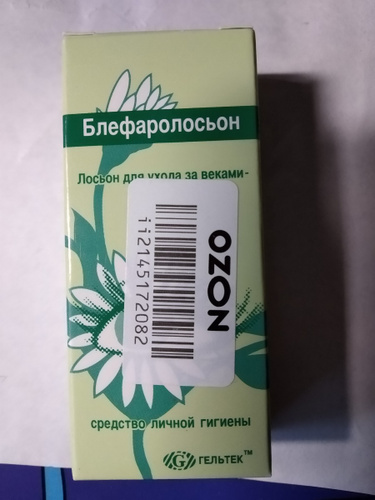 Блефаролосьон
Лосьон для ухода за веками-
OZON
ii2145172082
средство личной гигиены
G
ГЕЛЬТЕК™